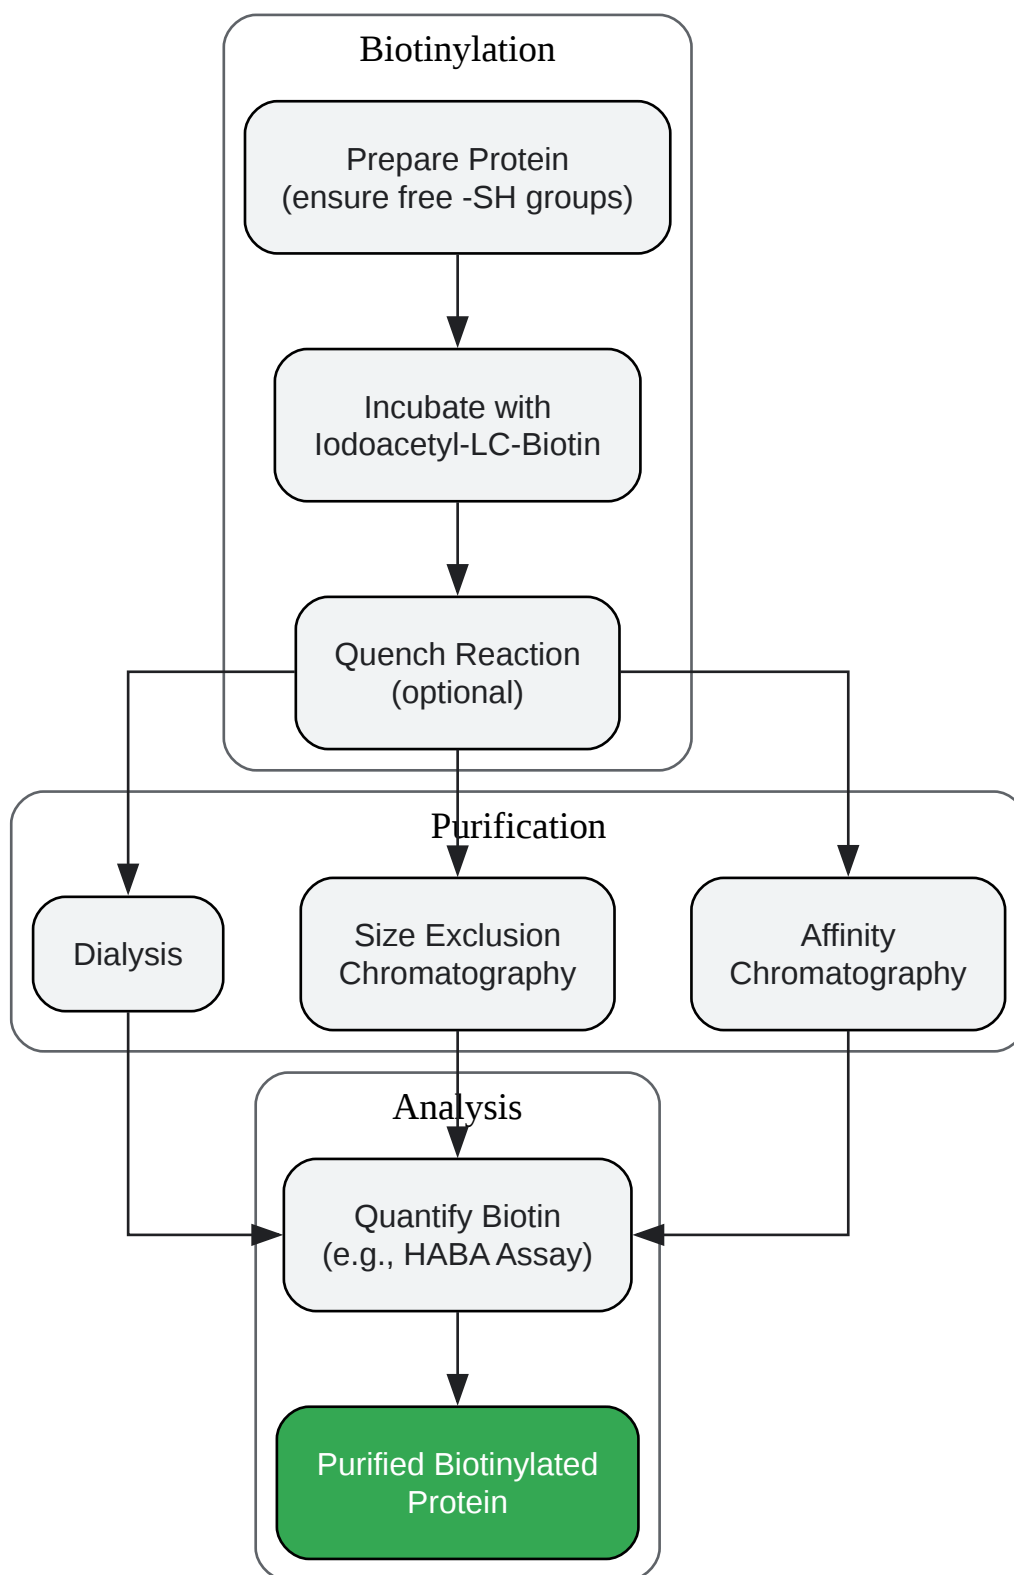 Biotinylation
Prepare Protein
(ensure free -SH groups)
Incubate with
Iodoacetyl-LC-Biotin
Quench Reaction
(optional)
Purification
Dialysis
Size Exclusion
Chromatography
Affinity
Chromatography
Analysis
Quantify Biotin
(e.g., HABA Assay)
Purified Biotinylated
Protein